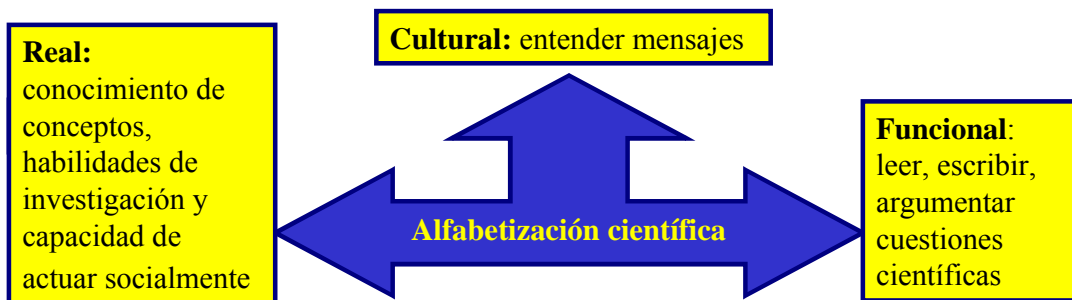 Real:
conocimiento de
conceptos,
habilidades de
investigación y
capacidad de
actuar socialmente
Cultural: entender mensajes
Alfabetización científica
Funcional:
leer, escribir,
argumentar
cuestiones
científicas